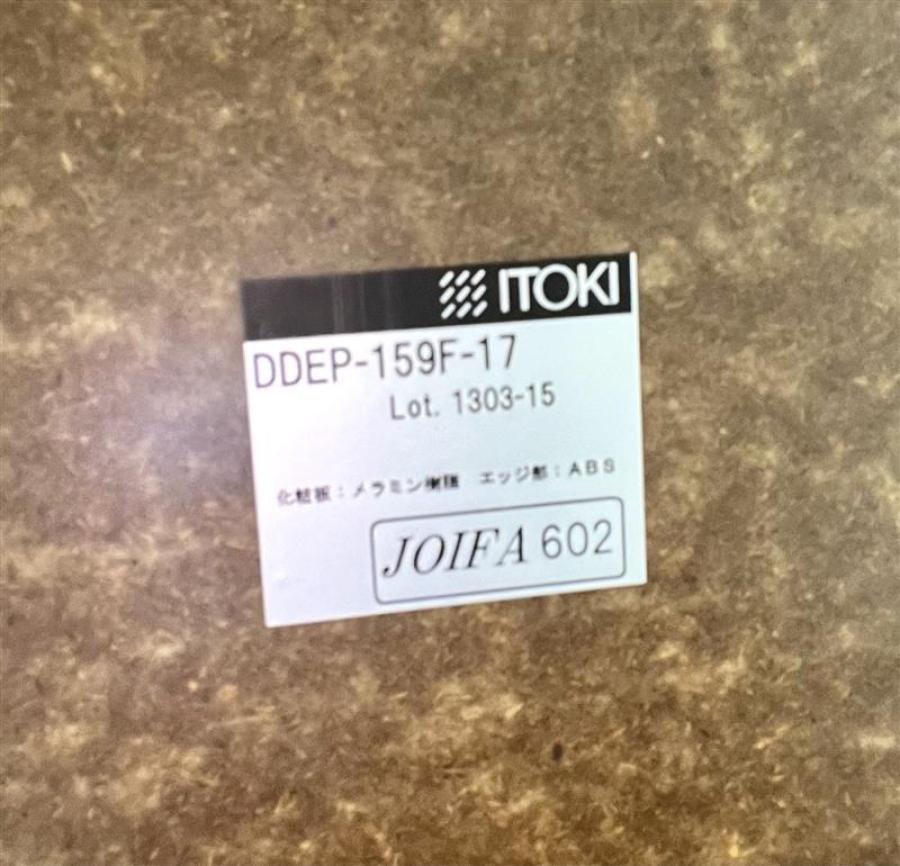 ITOKI
DDEP-159F-17
Lot. 1303-15
化粧板：メラミン樹脂 エッジ部：ABS
JOIFA 602